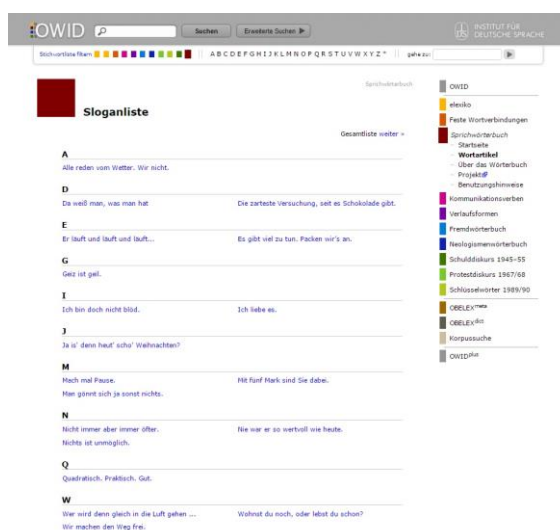 OWID
Suchen
Erweiterte Suchen
INSTITUT FÜR
DEUTSCHE SPRACHE
Stichwortliste filtern
A B C D E F G H I J K L M N O P Q R S T U V W X Y Z *
gehe zu:
Sprichwörterbuch
Sloganliste
Gesamtliste weiter »
A
Alle reden vom Wetter. Wir nicht.
D
Da weiß man, was man hat
Die zarteste Versuchung, seit es Schokolade gibt.
E
Er läuft und läuft und läuft...
Es gibt viel zu tun. Packen wir's an.
G
Geiz ist geil.
I
Ich bin doch nicht blöd.
Ich liebe es.
J
Ja is' denn heut' scho' Weihnachten?
M
Mach mal Pause.
Mit fünf Mark sind Sie dabei.
Man gönnt sich ja sonst nichts.
N
Nicht immer aber immer öfter.
Nie war er so wertvoll wie heute.
Nichts ist unmöglich.
Q
Quadratisch. Praktisch. Gut.
W
Wer wird denn gleich in die Luft gehen ...
Wohnst du noch, oder lebst du schon?
Wir machen den Weg frei.
OWID
elexiko
Feste Wortverbindungen
Sprichwörterbuch
Startseite
Wortartikel
Über das Wörterbuch
Projekt
Benutzungshinweise
Kommunikationsverben
Verlaufsformen
Fremdwörterbuch
Neologismenwörterbuch
Schulddiskurs 1945-55
Protestdiskurs 1967/68
Schlüsselwörter 1989/90
OBELEXmeta
OBELEXdict
Korpussuche
OWIDplus